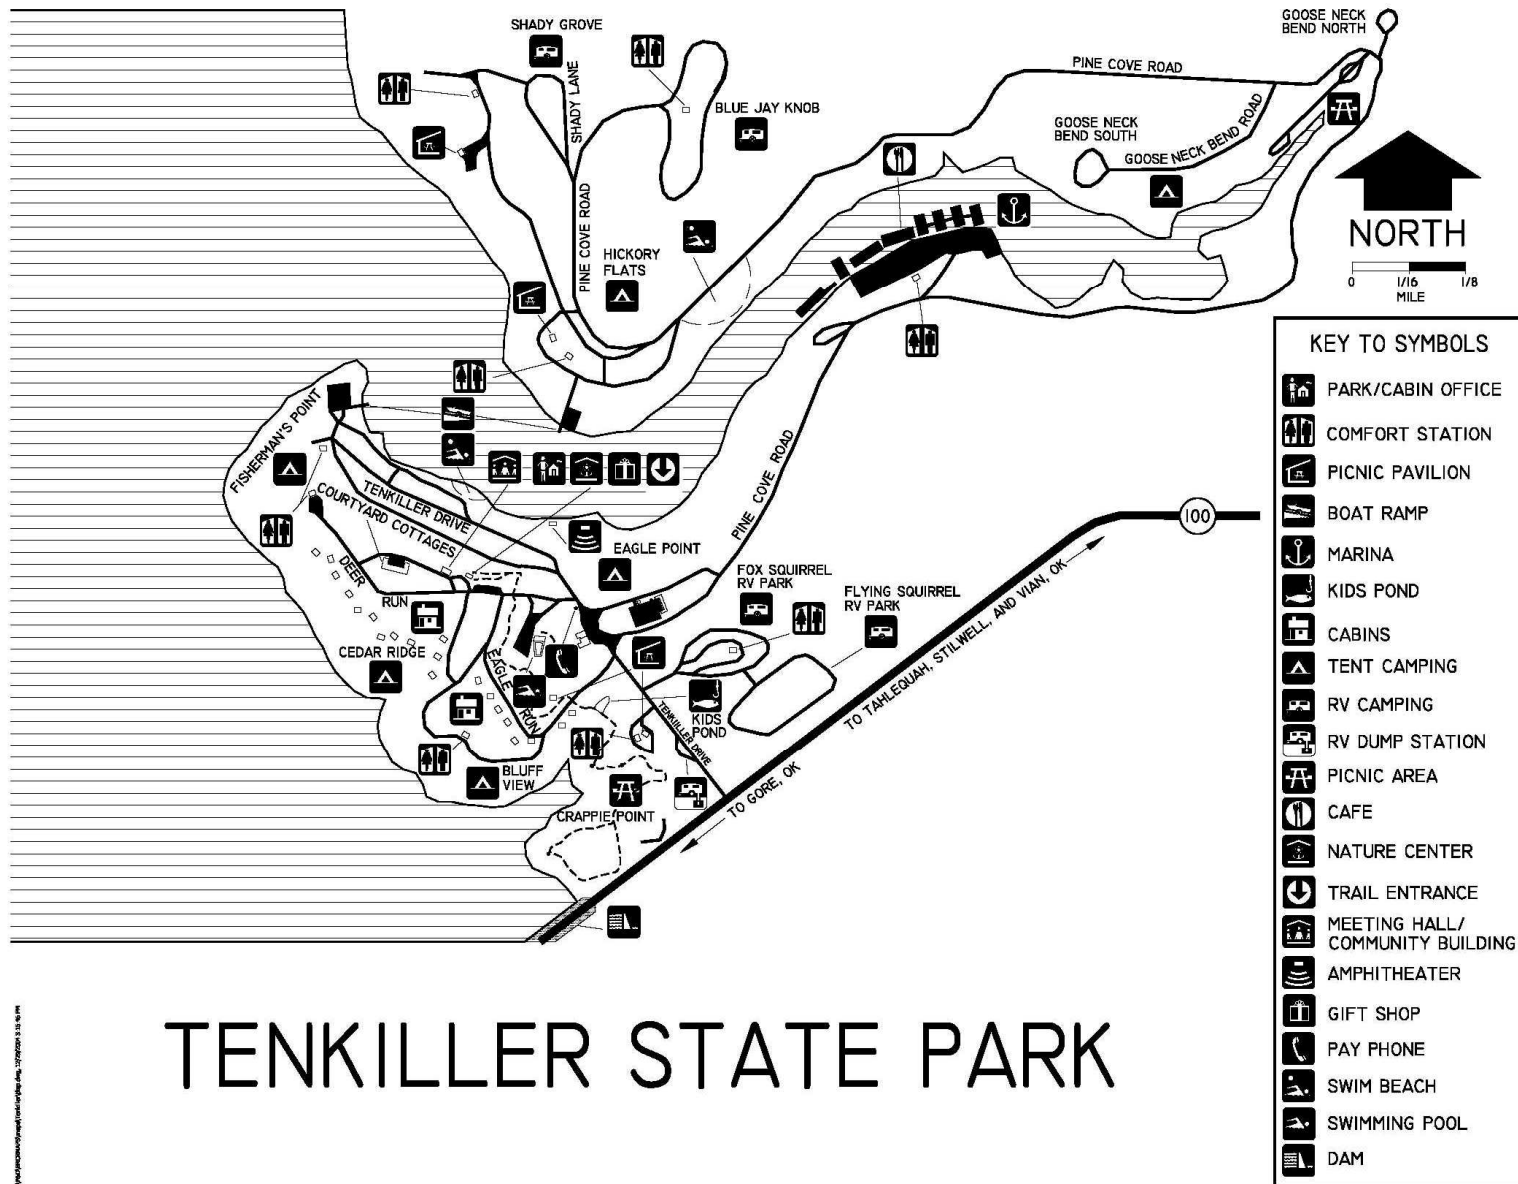 SHADY GROVE
SHADY LANE
BLUE JAY KNOB
PINE COVE ROAD
GOOSE NECK
BEND NORTH
GOOSE NECK
BEND SOUTH
GOOSE NECK BEND ROAD
NORTH
0 1/16 1/8
MILE
PINE COVE ROAD
HICKORY
FLATS
FISHERMAN'S POINT
TENKILLER DRIVE
COURTYARD COTTAGES
PINE COVE ROAD
100
EAGLE POINT
DEER
RUN
CEDAR RIDGE
EAGLE
RUN
FOX SQUIRREL
RV PARK
FLYING SQUIRREL
RV PARK
KIDS
POND
TENKILLER DRIVE
BLUFF
VIEW
CRAPPIE POINT
TO GORE, OK
TO TAHLEQUAH, STILWELL, AND VIAN, OK
KEY TO SYMBOLS
PARK/CABIN OFFICE
COMFORT STATION
PICNIC PAVILION
BOAT RAMP
MARINA
KIDS POND
CABINS
TENT CAMPING
RV CAMPING
RV DUMP STATION
PICNIC AREA
CAFE
NATURE CENTER
TRAIL ENTRANCE
MEETING HALL/
COMMUNITY BUILDING
AMPHITHEATER
GIFT SHOP
PAY PHONE
SWIM BEACH
SWIMMING POOL
DAM
TENKILLER STATE PARK